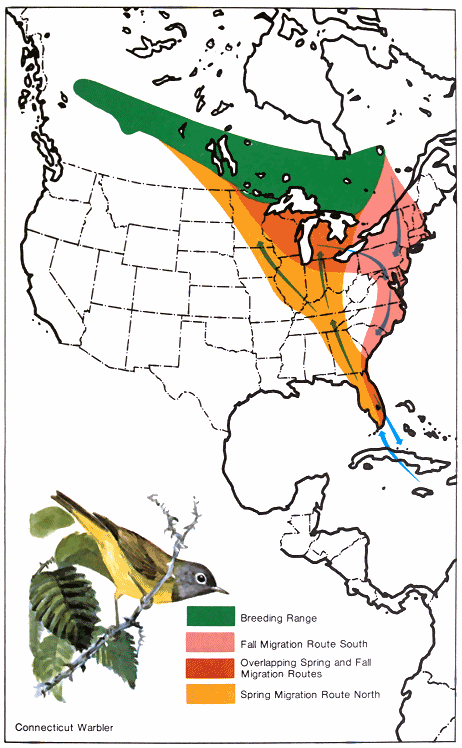 Breeding Range
Fall Migration Route South
Overlapping Spring and Fall
Migration Routes
Spring Migration Route North
Connecticut Warbler